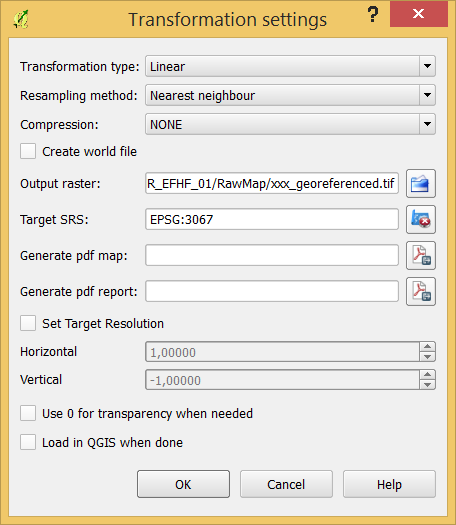 Transformation settings
?
Transformation type: Linear
Resampling method: Nearest neighbour
Compression: NONE
Create world file
Output raster: R_EFHF_01/RawMap/xxx_georeferenced.tif
Target SRS: EPSG:3067
Generate pdf map:
Generate pdf report:
Set Target Resolution
Horizontal 1,00000
Vertical -1,00000
Use 0 for transparency when needed
Load in QGIS when done
OK Cancel Help